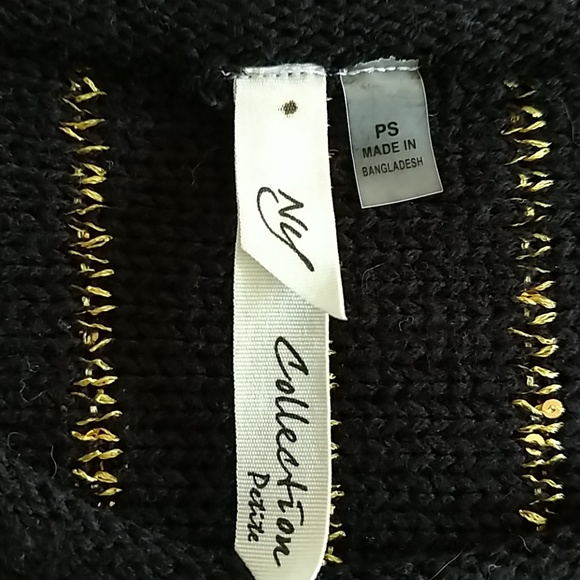 Ny
Collection
Petite
PS
MADE IN
BANGLADESH